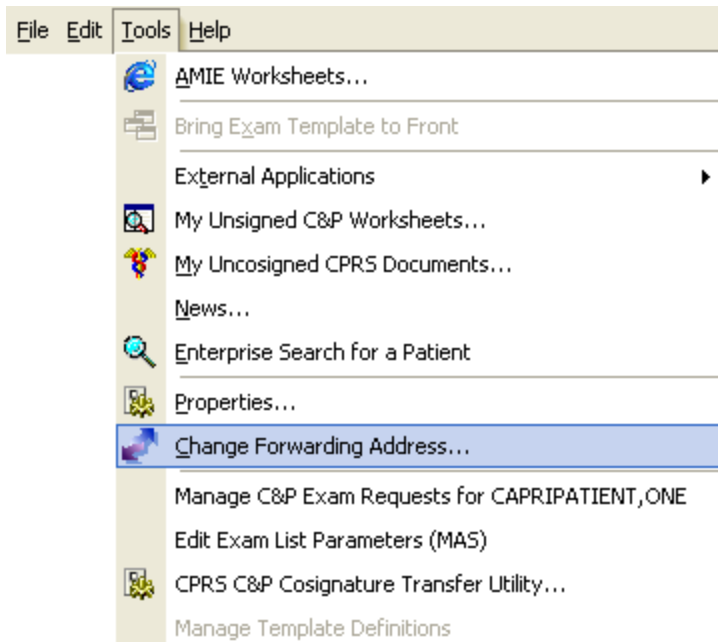 File Edit Tools Help
AMIE Worksheets...
Bring Exam Template to Front
External Applications
My Unsigned C&P Worksheets...
My Uncosigned CPRS Documents...
News...
Enterprise Search for a Patient
Properties...
Change Forwarding Address...
Manage C&P Exam Requests for CAPRIPATIENT,ONE
Edit Exam List Parameters (MAS)
CPRS C&P Cosignature Transfer Utility...
Manage Template Definitions